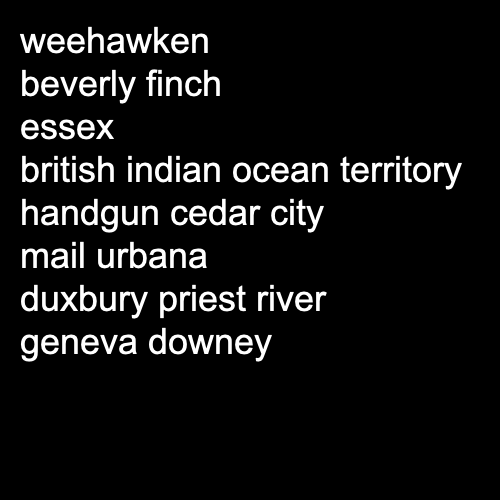 weehawken
beverly finch
essex
british indian ocean territory
handgun cedar city
mail urbana
duxbury priest river
geneva downey